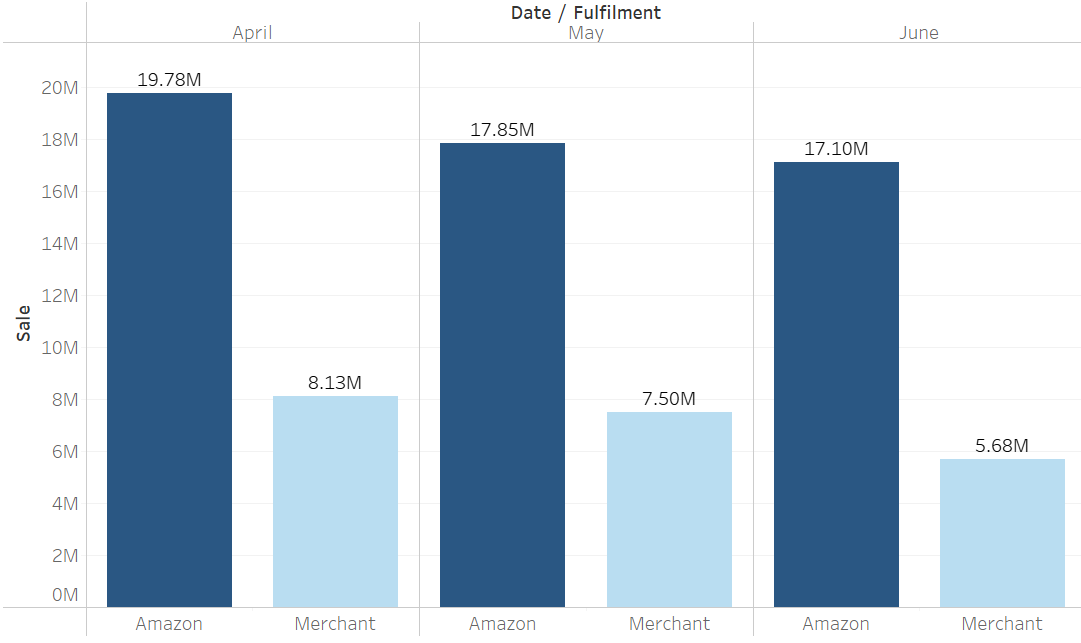 Date / Fulfilment
April May June
20M
18M
16M
14M
12M
10M
8M
6M
4M
2M
0M
Sale
19.78M
8.13M
17.85M
7.50M
17.10M
5.68M
Amazon Merchant Amazon Merchant Amazon Merchant